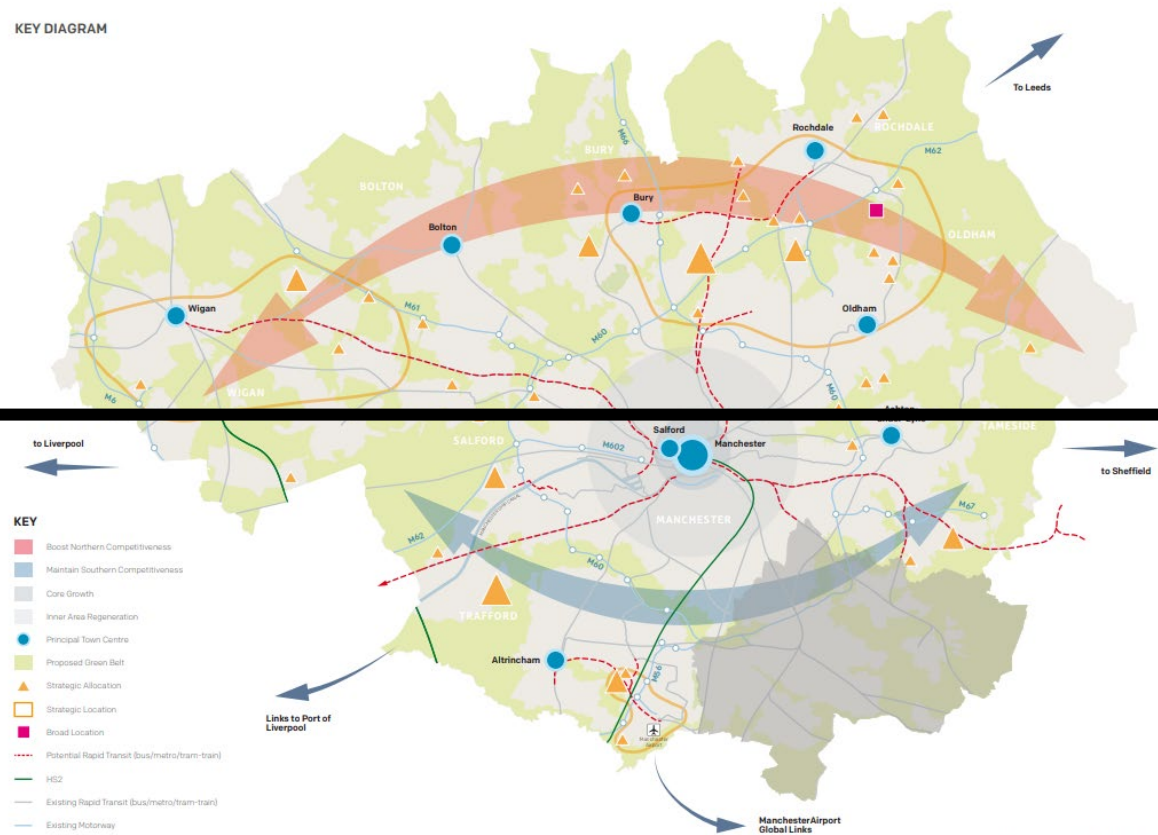 KEY DIAGRAM
To Leeds
Rochdale
ROCHDALE
M66
M62
BURY
BOLTON
Bury
Bolton
OLDHAM
Wigan
M61
Oldham
M60
M60
WIGAN
M6
to Liverpool
Salford
SALFORD
M602
Manchester
TAMESIDE
to Sheffield
M67
MANCHESTER
M62
M60
TRAFFORD
Altrincham
M56
Manchester
Airport
Links to Port of
Liverpool
ManchesterAirport
Global Links
KEY
Boost Northern Competitiveness
Maintain Southern Competitiveness
Core Growth
Inner Area Regeneration
Principal Town Centre
Proposed Green Belt
Strategic Allocation
Strategic Location
Broad Location
Potential Rapid Transit (bus/metro/tram-train)
HS2
Existing Rapid Transit (bus/metro/tram-train)
Existing Motorway